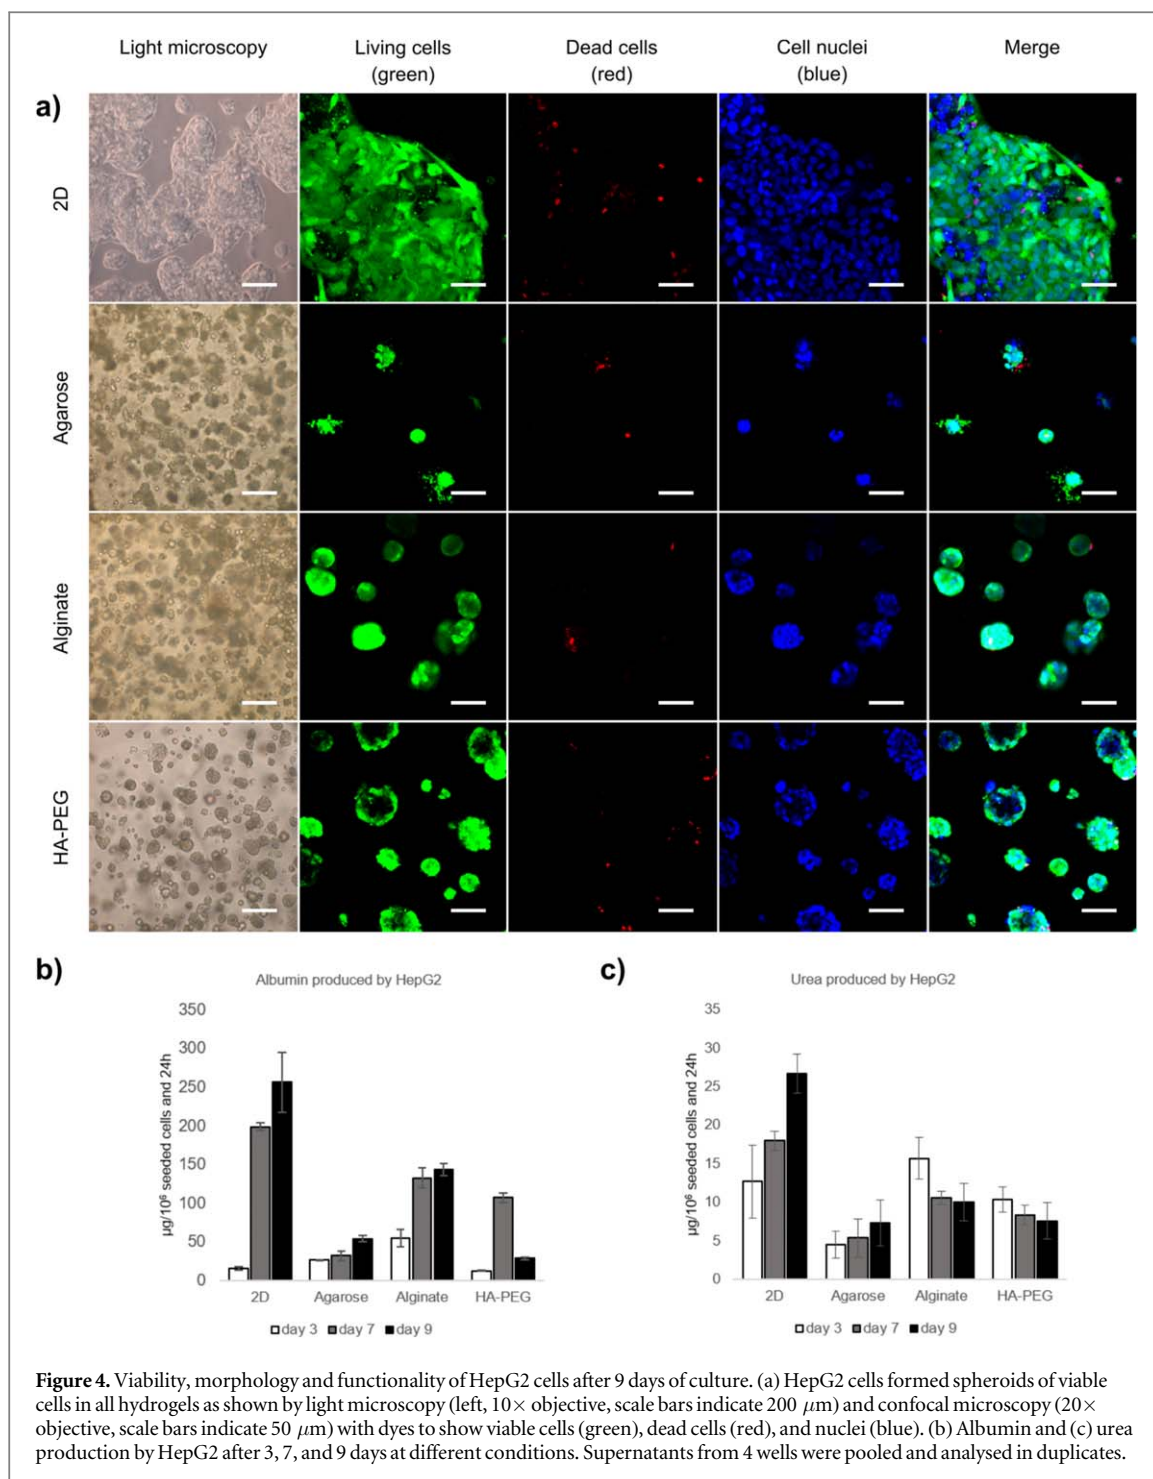 Light microscopy
Living cells
(green)
Dead cells
(red)
Cell nuclei
(blue)
Merge
a)
2D
Agarose
Alginate
HA-PEG
b)
Albumin produced by HepG2
µg/10⁶ seeded cells and 24h
350
300
250
200
150
100
50
0
2D Agarose Alginate HA-PEG
day 3 day 7 day 9
c)
Urea produced by HepG2
µg/10⁶ seeded cells and 24h
35
30
25
20
15
10
5
0
2D Agarose Alginate HA-PEG
day 3 day 7 day 9
Figure 4. Viability, morphology and functionality of HepG2 cells after 9 days of culture. (a) HepG2 cells formed spheroids of viable
cells in all hydrogels as shown by light microscopy (left, 10× objective, scale bars indicate 200 µm) and confocal microscopy (20×
objective, scale bars indicate 50 µm) with dyes to show viable cells (green), dead cells (red), and nuclei (blue). (b) Albumin and (c) urea
production by HepG2 after 3, 7, and 9 days at different conditions. Supernatants from 4 wells were pooled and analysed in duplicates.